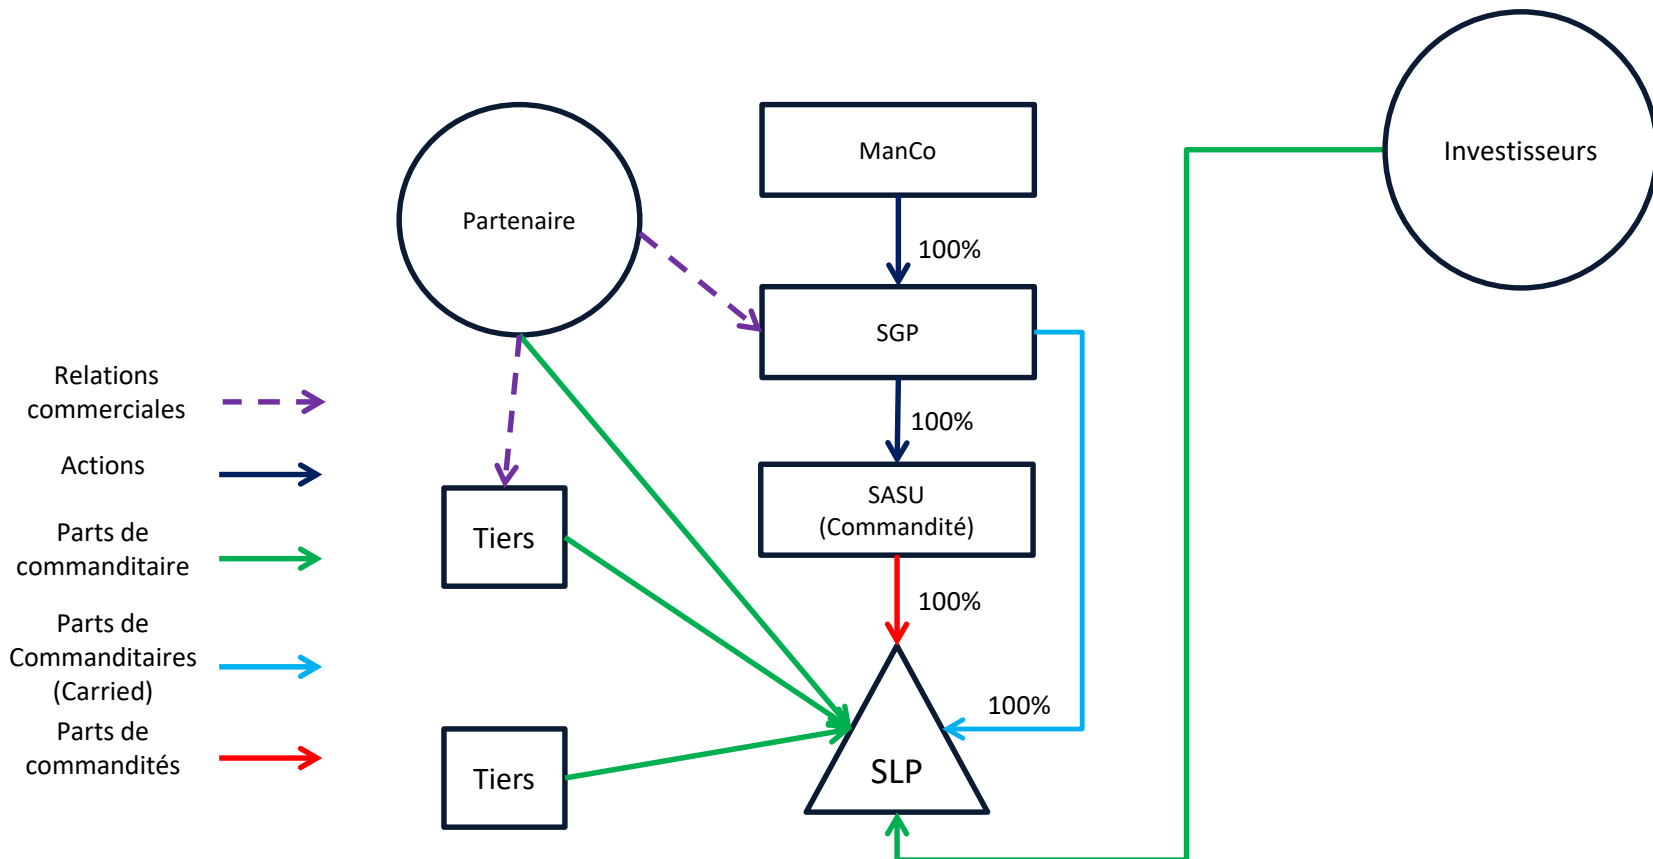 ManCo
Investisseurs
Partenaire
100%
SGP
Relations
commerciales
100%
Actions
SASU
(Commandité)
Tiers
Parts de
commanditaire
100%
Parts de
Commanditaires
(Carried)
100%
Parts de
commandités
Tiers
SLP